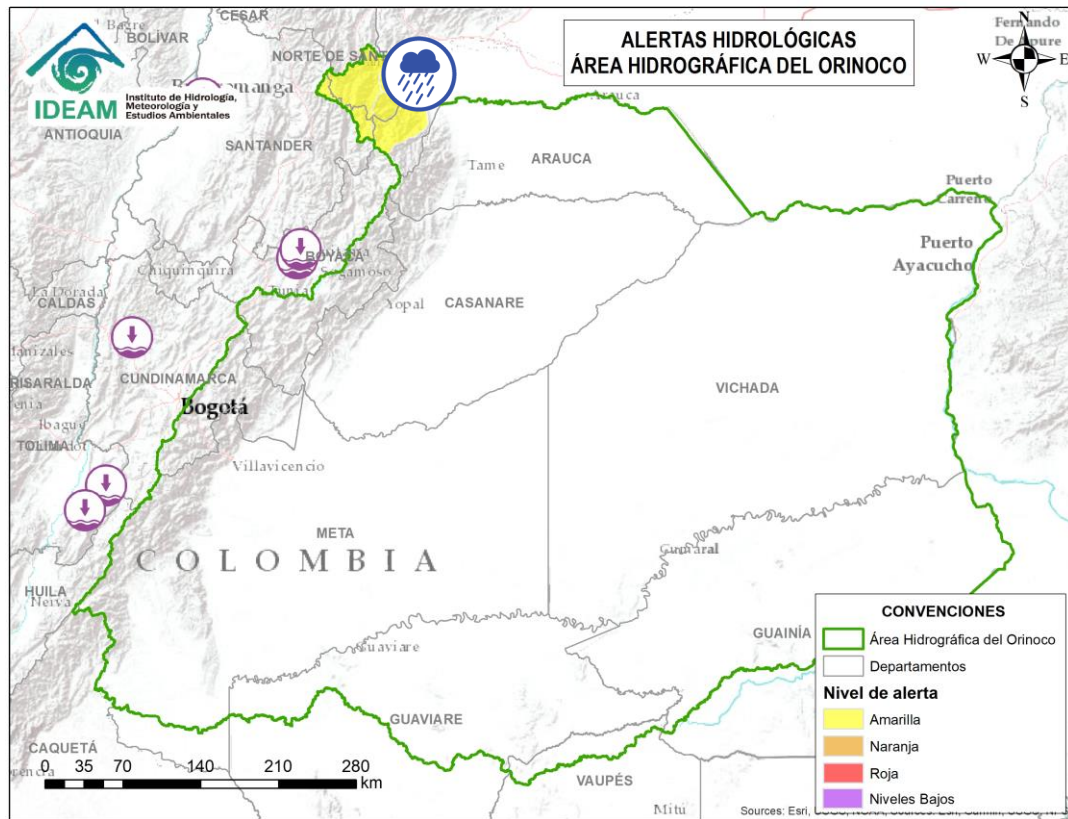 ALERTAS HIDROLÓGICAS
ÁREA HIDROGRÁFICA DEL ORINOCO
N
W
E
S
IDEAM
Instituto de Hidrología,
Meteorología y
Estudios Ambientales
CESAR
BOLÍVAR
NORTE DE SANT
ANTIOQUIA
SANTANDER
Arauca
ARAUCA
Tame
Puerto
Carreño
Puerto
Ayacucho
Chiquinquirá
BOYACÁ
Sogamoso
Tunja
La Dorada
CALDAS
Yopal
CASANARE
VICHADA
RISARALDA
CUNDINAMARCA
Bogotá
Ibagué
TOLIMA
Villavicencio
META
COLOMBIA
Cumaral
HUILA
Neiva
Guaviare
GUAINÍA
GUAVIARE
CAQUETÁ
VAUPÉS
Mitú
0 35 70 140 210 280
km
CONVENCIONES
Área Hidrográfica del Orinoco
Departamentos
Nivel de alerta
Amarilla
Naranja
Roja
Niveles Bajos
Sources: Esri,